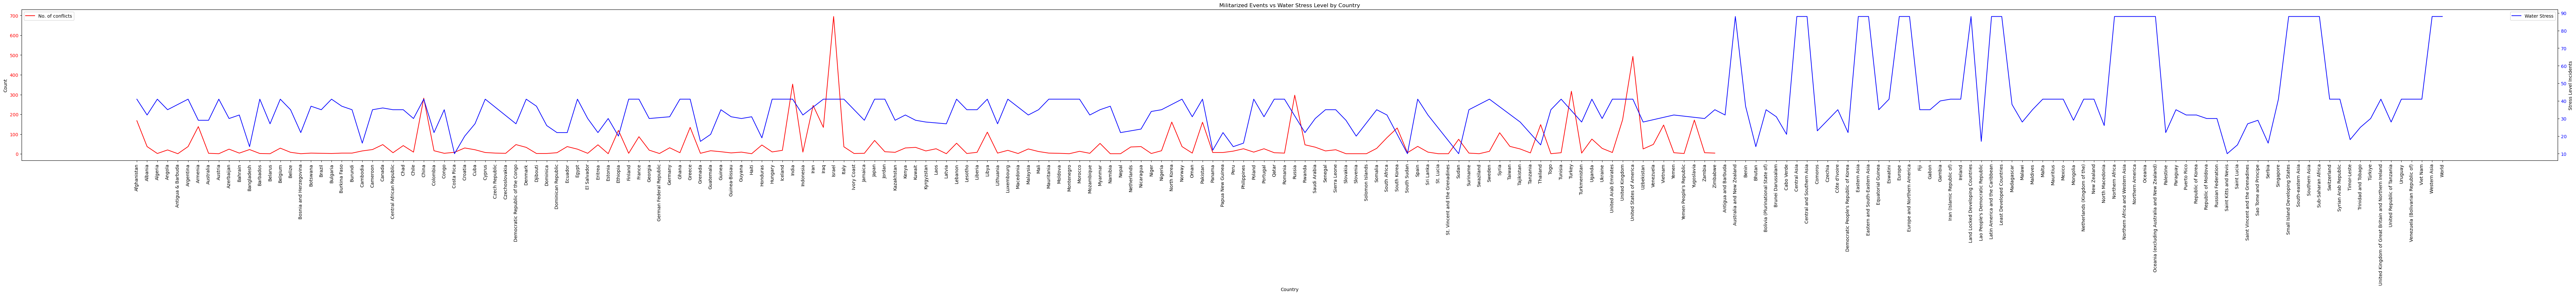 Militarized Events vs Water Stress Level by Country
No. of conflicts
Water Stress
700
600
500
400
300
200
100
0
Count
90
80
70
60
50
40
30
20
10
Stress Level Incidents
Afghanistan
Albania
Algeria
Angola
Antigua & Barbuda
Argentina
Armenia
Australia
Austria
Azerbaijan
Bahrain
Bangladesh
Barbados
Belarus
Belgium
Belize
Bosnia and Herzegovina
Botswana
Brazil
Bulgaria
Burkina Faso
Burundi
Cambodia
Cameroon
Canada
Central African Republic
Chad
Chile
China
Colombia
Congo
Costa Rica
Croatia
Cuba
Cyprus
Czech Republic
Czechoslovakia
Democratic Republic of the Congo
Denmark
Djibouti
Dominica
Dominican Republic
Ecuador
Egypt
El Salvador
Eritrea
Estonia
Ethiopia
Finland
France
Georgia
German Federal Republic
Germany
Ghana
Greece
Grenada
Guatemala
Guinea
Guinea-Bissau
Guyana
Haiti
Honduras
Hungary
Iceland
India
Indonesia
Iran
Iraq
Israel
Italy
Ivory Coast
Jamaica
Japan
Jordan
Kazakhstan
Kenya
Kuwait
Kyrgyzstan
Laos
Latvia
Lebanon
Lesotho
Liberia
Libya
Lithuania
Luxembourg
Macedonia
Malaysia
Mali
Mauritania
Moldova
Montenegro
Morocco
Mozambique
Myanmar
Namibia
Netherlands
Nicaragua
Niger
Nigeria
North Korea
Norway
Oman
Pakistan
Panama
Papua New Guinea
Peru
Philippines
Poland
Portugal
Qatar
Romania
Russia
Rwanda
Saudi Arabia
Senegal
Sierra Leone
Slovakia
Slovenia
Solomon Islands
Somalia
South Africa
South Korea
South Sudan
Spain
Sri Lanka
St. Lucia
St. Vincent and the Grenadines
Sudan
Suriname
Swaziland
Sweden
Syria
Taiwan
Tajikistan
Tanzania
Thailand
Togo
Tunisia
Turkey
Turkmenistan
Uganda
Ukraine
United Arab Emirates
United Kingdom
United States of America
Uzbekistan
Venezuela
Vietnam
Yemen
Yemen People's Republic
Yugoslavia
Zambia
Zimbabwe
Antigua and Barbuda
Australia and New Zealand
Benin
Bhutan
Bolivia (Plurinational State of)
Brunei Darussalam
Cabo Verde
Central Asia
Central and Southern Asia
Comoros
Czechia
Côte d'Ivoire
Democratic People's Republic of Korea
Eastern Asia
Eastern and South-Eastern Asia
Equatorial Guinea
Eswatini
Europe
Europe and Northern America
Fiji
Gabon
Gambia
Iran (Islamic Republic of)
Ireland
Land Locked Developing Countries
Lao People's Democratic Republic
Latin America and the Caribbean
Least Developed Countries
Madagascar
Malawi
Maldives
Malta
Mauritius
Mexico
Mongolia
Netherlands (Kingdom of the)
New Zealand
North Macedonia
Northern Africa
Northern Africa and Western Asia
Northern America
Oceania
Oceania (excluding Australia and New Zealand)
Palestine
Paraguay
Puerto Rico
Republic of Korea
Republic of Moldova
Russian Federation
Saint Kitts and Nevis
Saint Lucia
Saint Vincent and the Grenadines
Sao Tome and Principe
Serbia
Singapore
Small Island Developing States
South-eastern Asia
Southern Asia
Sub-Saharan Africa
Switzerland
Syrian Arab Republic
Timor-Leste
Trinidad and Tobago
Türkiye
United Kingdom of Great Britain and Northern Ireland
United Republic of Tanzania
Uruguay
Venezuela (Bolivarian Republic of)
Viet Nam
Western Asia
World
Country